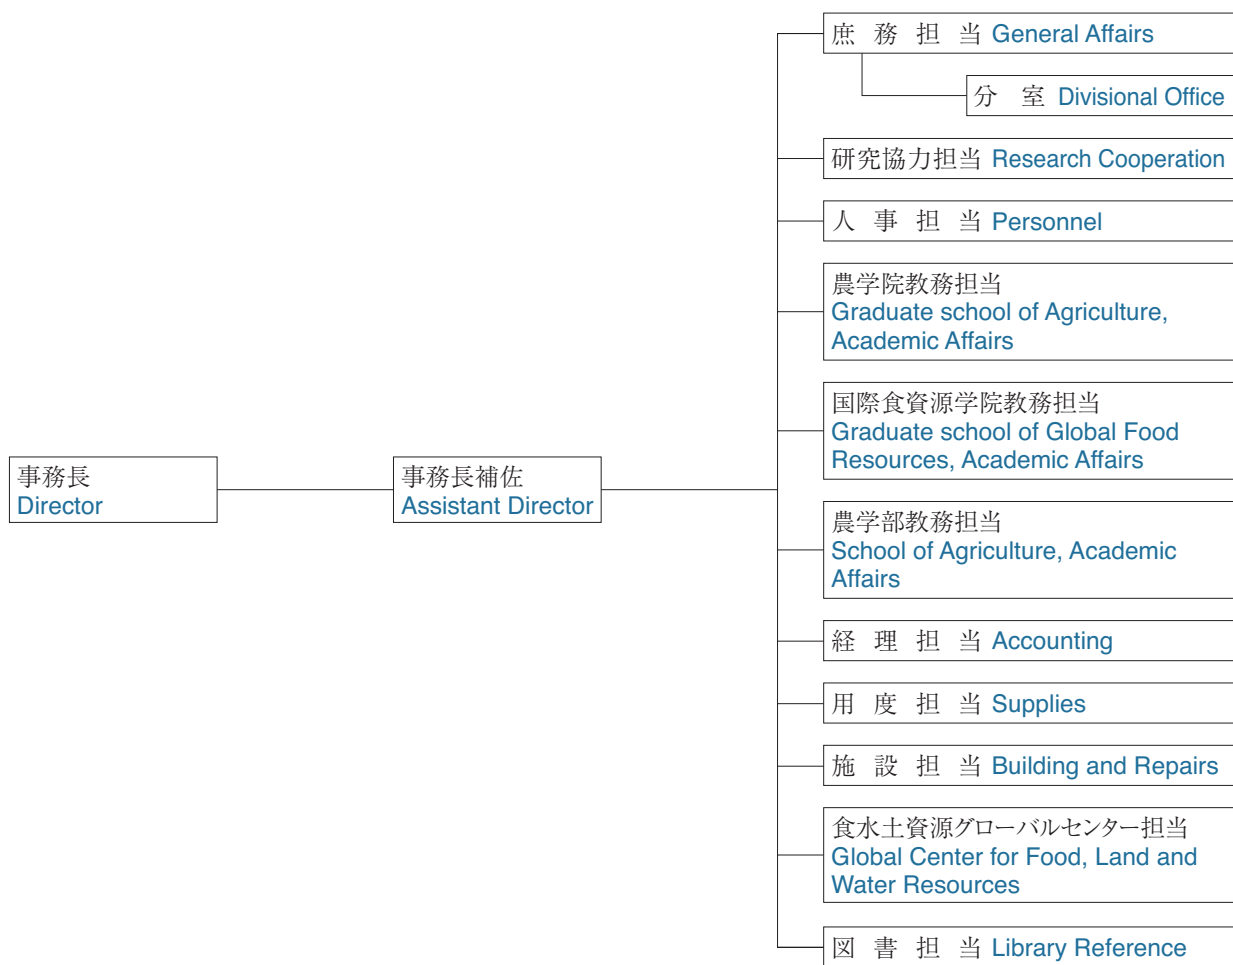 庶務担当 General Affairs
分室 Divisional Office
研究協力担当 Research Cooperation
人事担当 Personnel
農学院教務担当
Graduate school of Agriculture,
Academic Affairs
国際食資源学院教務担当
Graduate school of Global Food
Resources, Academic Affairs
事務長
Director
事務長補佐
Assistant Director
農学部教務担当
School of Agriculture, Academic
Affairs
経理担当 Accounting
用度担当 Supplies
施設担当 Building and Repairs
食水土資源グローバルセンター担当
Global Center for Food, Land and
Water Resources
図書担当 Library Reference